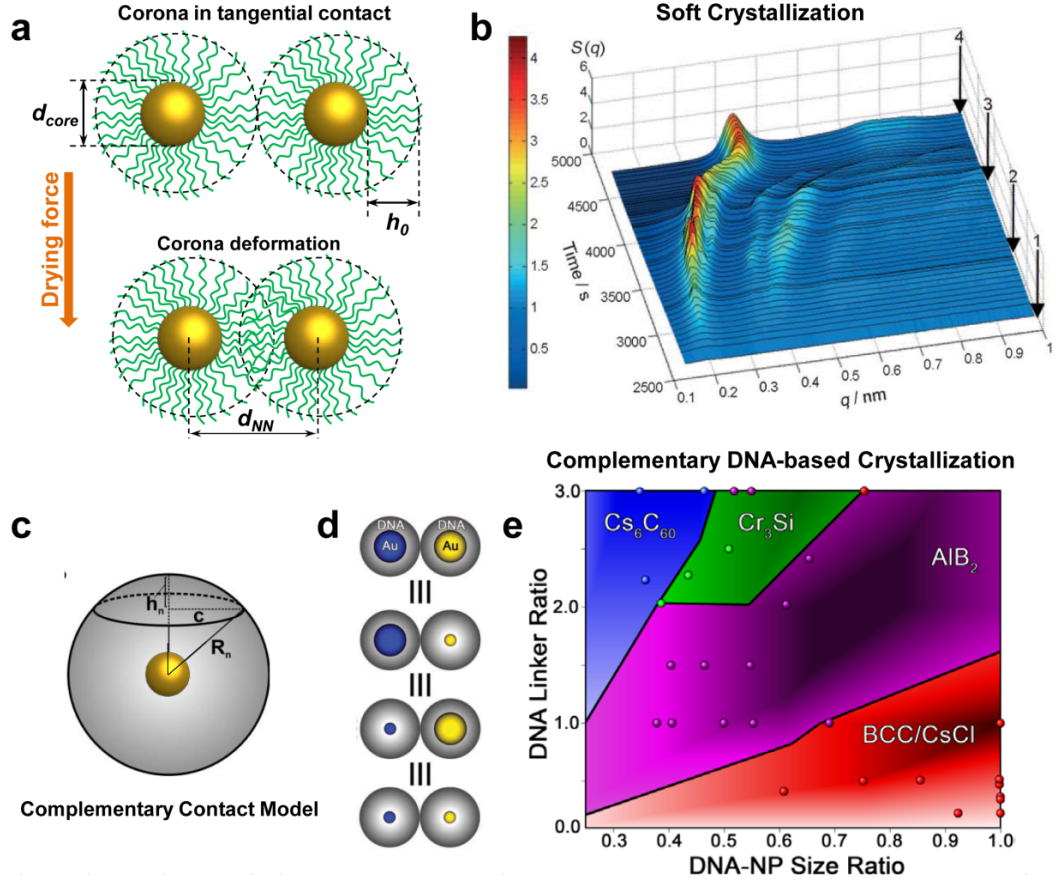 a
Corona in tangential contact
d_core
h_0
Drying force
Corona deformation
d_NN
b
Soft Crystallization
S(q)
6
4
2
0
4
3
2
1
4
3.5
3
2.5
2
1.5
1
0.5
5000
4500
4000
3500
3000
2500
Time / s
0.1 0.2 0.3 0.4 0.5 0.6 0.7 0.8 0.9 1
q / nm
c
h_n
c
R_n
Complementary Contact Model
d
DNA DNA
Au Au
e
Complementary DNA-based Crystallization
3.0
2.0
1.0
0.0
DNA Linker Ratio
Cs₆C₆₀
Cr₃Si
AlB₂
BCC/CsCl
0.3 0.4 0.5 0.6 0.7 0.8 0.9 1.0
DNA-NP Size Ratio